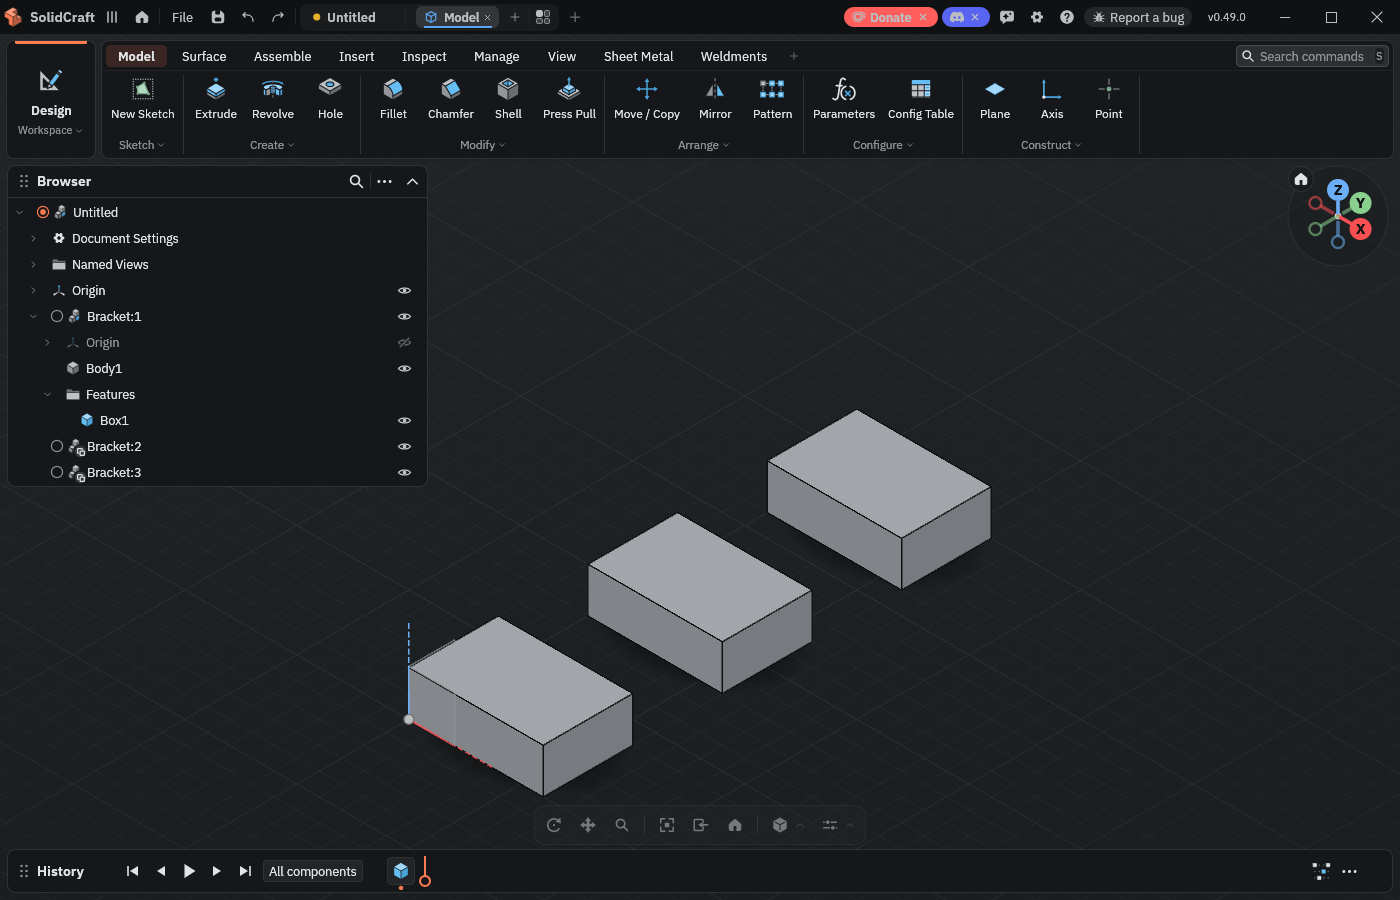 SolidCraft
File
Untitled
Model
Donate
Report a bug
v0.49.0
Design
Workspace
Model
Surface
Assemble
Insert
Inspect
Manage
View
Sheet Metal
Weldments
Search commands
S
New Sketch
Extrude
Revolve
Hole
Fillet
Chamfer
Shell
Press Pull
Move / Copy
Mirror
Pattern
Parameters
Config Table
Plane
Axis
Point
Sketch
Create
Modify
Arrange
Configure
Construct
Browser
Untitled
Document Settings
Named Views
Origin
Bracket:1
Origin
Body1
Features
Box1
Bracket:2
Bracket:3
Z
Y
X
History
All components